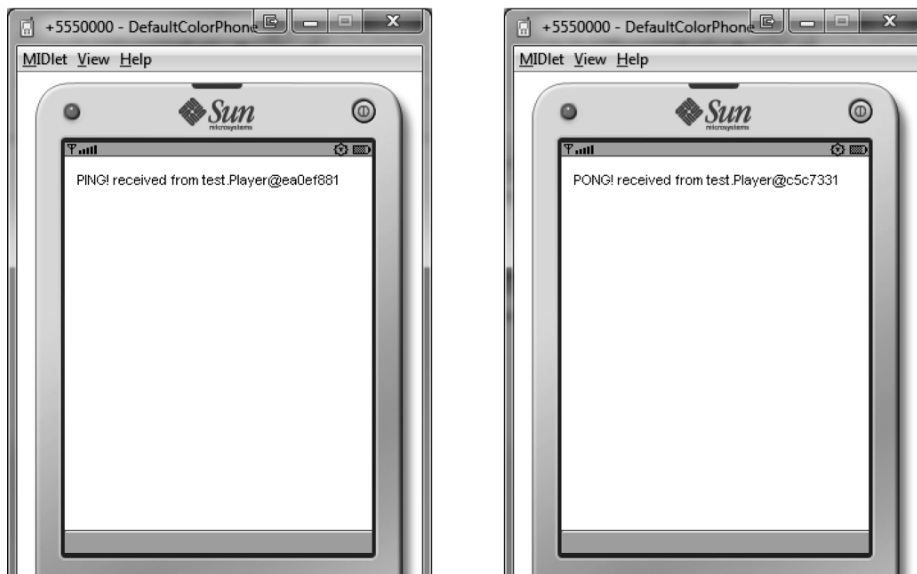 +5550000 - DefaultColorPhone
MIDlet View Help
Sun
microsystems
PING! received from test.Player@ea0ef881
+5550000 - DefaultColorPhone
MIDlet View Help
Sun
microsystems
PONG! received from test.Player@c5c7331